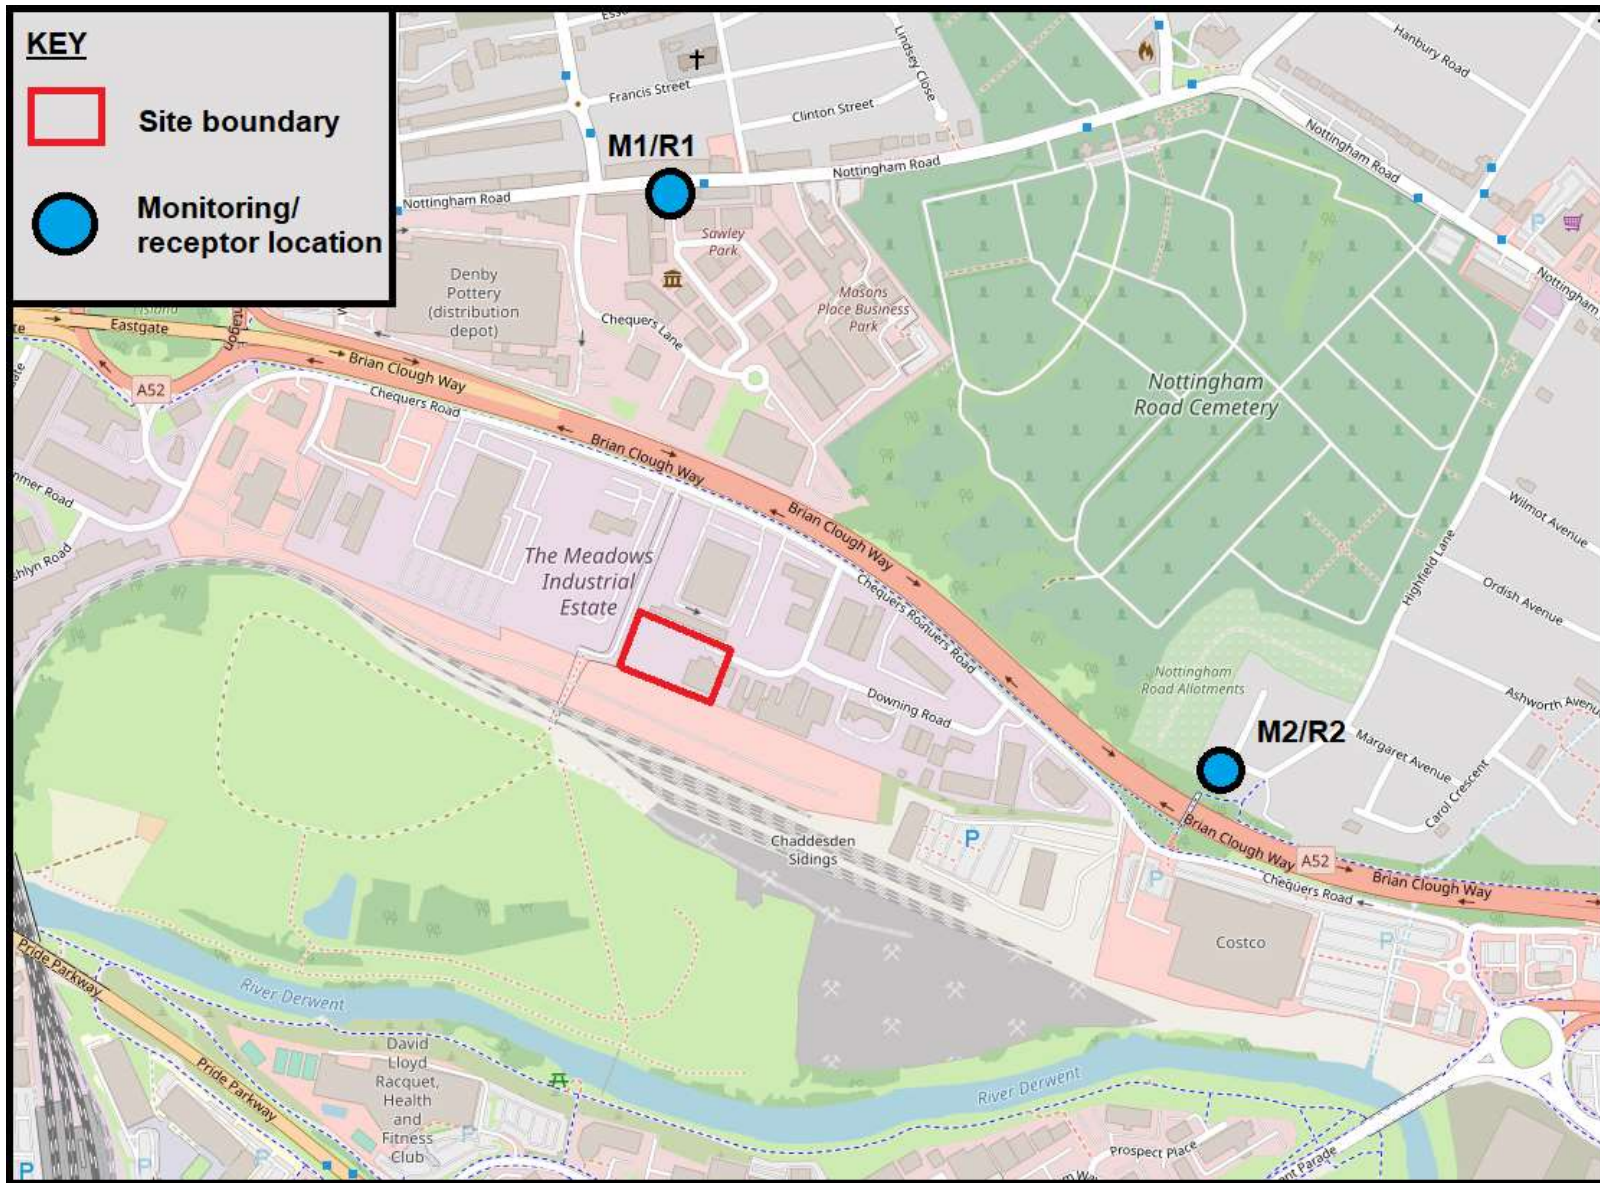 KEY
Site boundary
Monitoring/
receptor location
M1/R1
M2/R2
Francis Street
Clinton Street
Lindsey Close
Hanbury Road
Nottingham Road
Nottingham Road
Nottingham Road
Nottingham
Sawley
Park
Denby
Pottery
(distribution
depot)
Masons
Place Business
Park
Chequers Lane
Eastgate
A52
Brian Clough Way
Chequers Road
Brian Clough Way
Brian Clough Way
Nottingham
Road Cemetery
Wilmot Avenue
Ordish Avenue
Highfield Lane
The Meadows
Industrial
Estate
Chequers Road
Downing Road
Nottingham
Road Allotments
Ashworth Avenu
Margaret Avenue
Carol Crescent
Chaddesden
Sidings
P
Brian Clough Way
A52
Brian Clough Way
Chequers Road
P
P
P
Costco
Pride Parkway
River Derwent
River Derwent
David
Lloyd
Racquet,
Health
and
Fitness
Club
Pride Parkway
Prospect Place
P
P
P
P